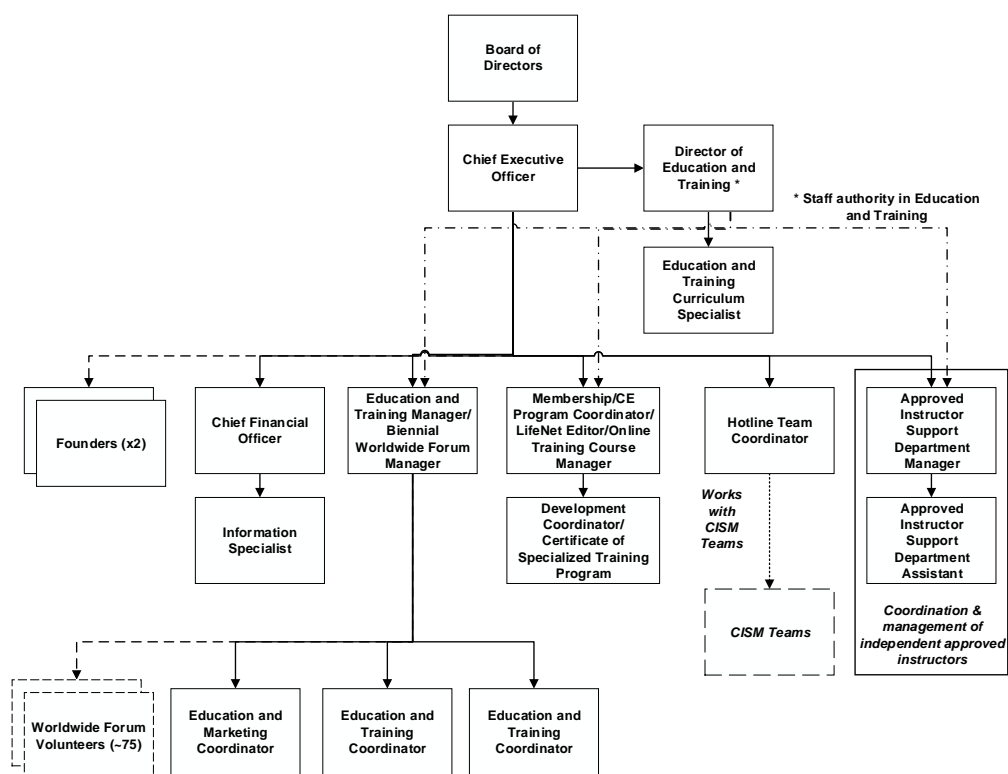 Board of
Directors
Chief Executive
Officer
Director of
Education and
Training *
* Staff authority in Education
and Training
Education and
Training
Curriculum
Specialist
Founders (x2)
Chief Financial
Officer
Education and
Training Manager/
Biennial
Worldwide Forum
Manager
Membership/CE
Program Coordinator/
LifeNet Editor/Online
Training Course
Manager
Hotline Team
Coordinator
Approved
Instructor
Support
Department
Manager
Information
Specialist
Development
Coordinator/
Certificate of
Specialized Training
Program
Works
with
CISM
Teams
Approved
Instructor
Support
Department
Assistant
CISM Teams
Coordination &
management of
independent approved
instructors
Worldwide Forum
Volunteers (~75)
Education and
Marketing
Coordinator
Education and
Training
Coordinator
Education and
Training Coordinator